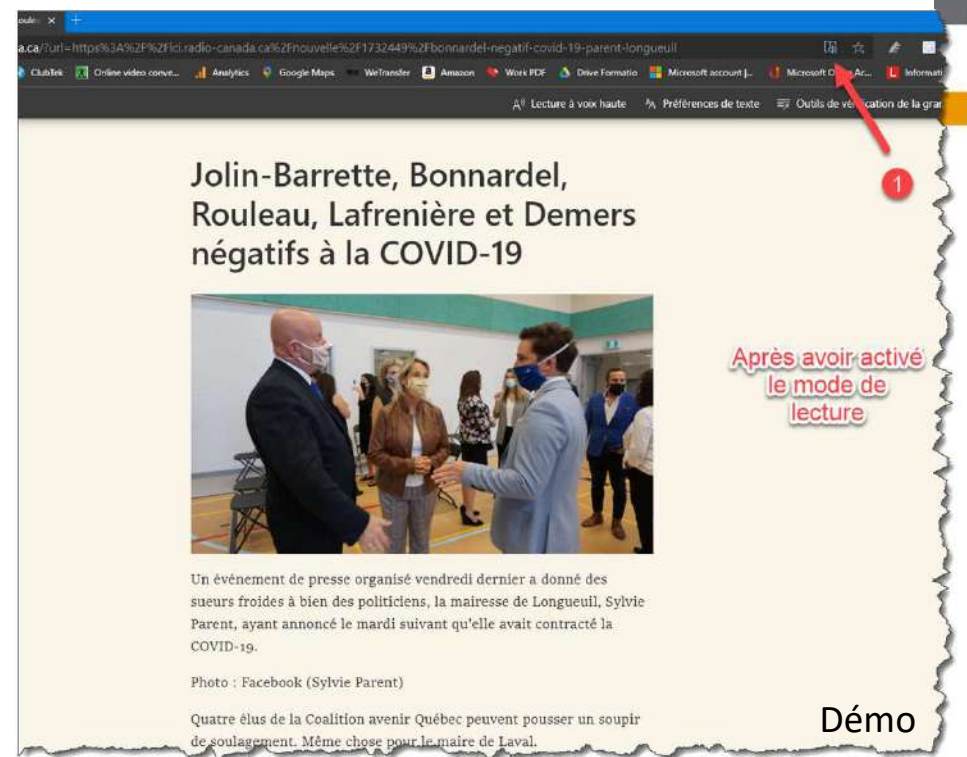 a.ca/?url=https%3A%2F%2Fici.radio-canada.ca%2Fnouvelle%2F1732449%2Fbonnardel-negatif-covid-19-parent-longueuil
ClubTek Online video conve... Analytics Google Maps WeTransfer Amazon Work PDF Drive Formatio Microsoft account |... Microsoft Ac... Informati
Lecture à voix haute Préférences de texte Outils de vérification de la gra
1
Jolin-Barrette, Bonnardel,
Rouleau, Lafrenière et Demers
négatifs à la COVID-19
Après avoir activé
le mode de
lecture
Un événement de presse organisé vendredi dernier a donné des
sueurs froides à bien des politiciens, la mairesse de Longueuil, Sylvie
Parent, ayant annoncé le mardi suivant qu'elle avait contracté la
COVID-19.
Photo : Facebook (Sylvie Parent)
Quatre élus de la Coalition avenir Québec peuvent pousser un soupir
de soulagement. Même chose pour le maire de Laval.
Démo